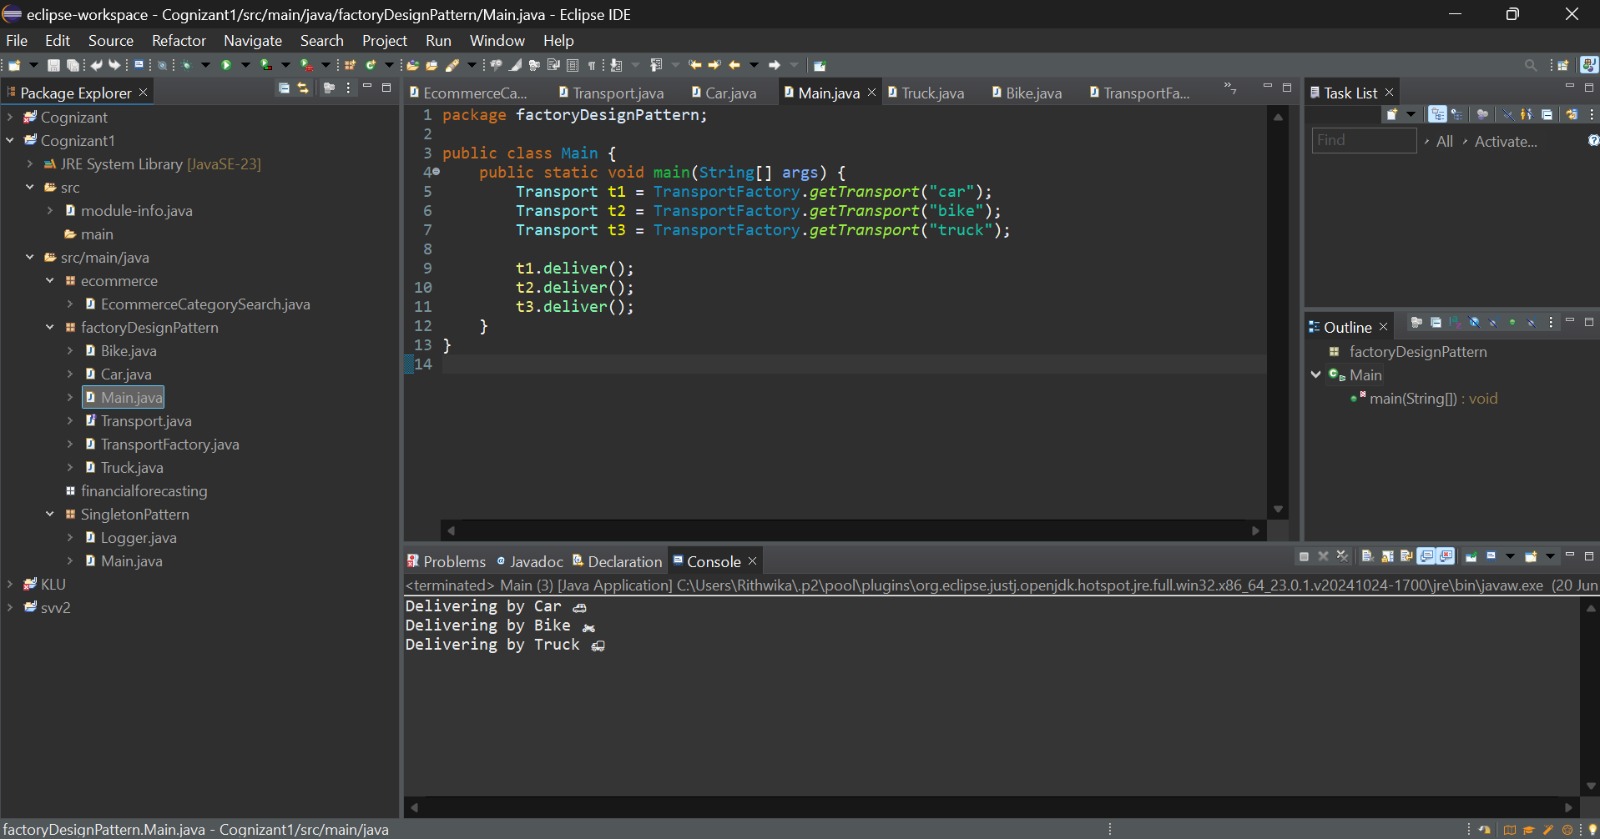 eclipse-workspace - Cognizant1/src/main/java/factoryDesignPattern/Main.java - Eclipse IDE
File Edit Source Refactor Navigate Search Project Run Window Help
Package Explorer
Cognizant
Cognizant1
JRE System Library [JavaSE-23]
src
module-info.java
main
src/main/java
ecommerce
EcommerceCategorySearch.java
factoryDesignPattern
Bike.java
Car.java
Main.java
Transport.java
TransportFactory.java
Truck.java
financialforecasting
SingletonPattern
Logger.java
Main.java
KLU
svv2
EcommerceCa... Transport.java Car.java Main.java Truck.java Bike.java TransportFa...
1 package factoryDesignPattern;
2
3 public class Main {
4 public static void main(String[] args) {
5 Transport t1 = TransportFactory.getTransport("car");
6 Transport t2 = TransportFactory.getTransport("bike");
7 Transport t3 = TransportFactory.getTransport("truck");
8
9 t1.deliver();
10 t2.deliver();
11 t3.deliver();
12 }
13 }
14
Task List
Find All Activate...
Outline
factoryDesignPattern
Main
main(String[]) : void
Problems Javadoc Declaration Console
<terminated> Main (3) [Java Application] C:\Users\Rithwika\.p2\pool\plugins\org.eclipse.justj.openjdk.hotspot.jre.full.win32.x86_64_23.0.1.v20241024-1700\jre\bin\javaw.exe (20 Jun
Delivering by Car 🚗
Delivering by Bike 🏍
Delivering by Truck 🚚
factoryDesignPattern.Main.java - Cognizant1/src/main/java